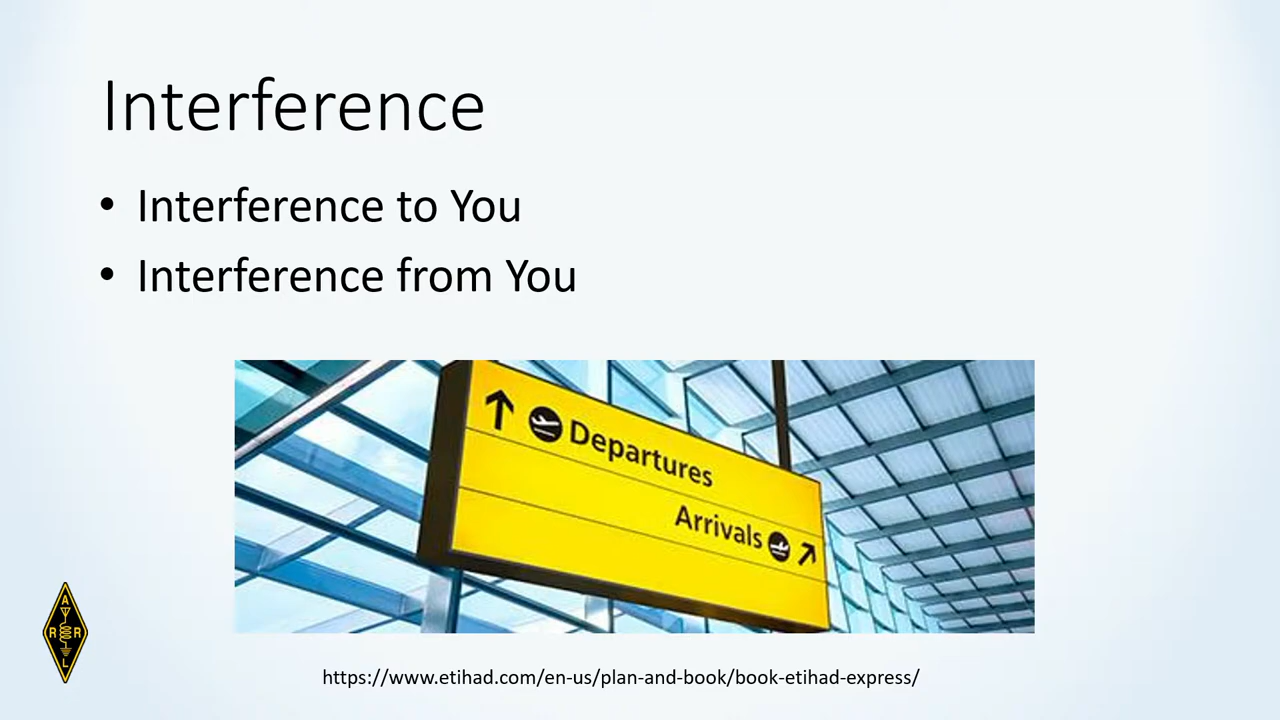 Interference
• Interference to You
• Interference from You
Departures
Arrivals
A
R R
L
https://www.etihad.com/en-us/plan-and-book/book-etihad-express/